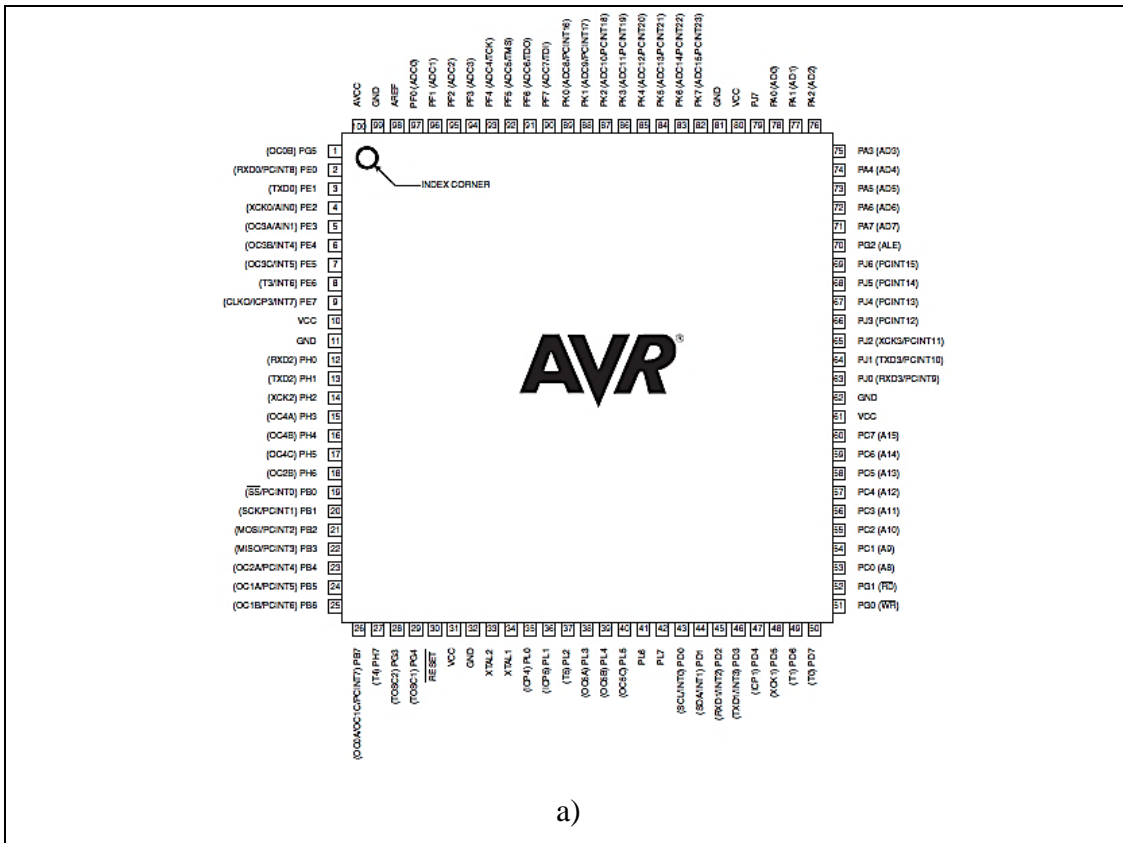 AVCC
GND
AREF
PF0 (ADC0)
PF1 (ADC1)
PF2 (ADC2)
PF3 (ADC3)
PF4 (ADC4/TCK)
PF5 (ADC5/TMS)
PF6 (ADC6/TDO)
PF7 (ADC7/TDI)
PK0 (ADC8/PCINT16)
PK1 (ADC9/PCINT17)
PK2 (ADC10/PCINT18)
PK3 (ADC11/PCINT19)
PK4 (ADC12/PCINT20)
PK5 (ADC13/PCINT21)
PK6 (ADC14/PCINT22)
PK7 (ADC15/PCINT23)
GND
VCC
PJ7
PA0 (AD0)
PA1 (AD1)
PA2 (AD2)
100 99 98 97 96 95 94 93 92 91 90 89 88 87 86 85 84 83 82 81 80 79 78 77 76
(OC0B) PG5 1
(RXD0/PCINT8) PE0 2
(TXD0) PE1 3
(XCK0/AIN0) PE2 4
(OC3A/AIN1) PE3 5
(OC3B/INT4) PE4 6
(OC3C/INT5) PE5 7
(T3/INT6) PE6 8
(CLKO/ICP3/INT7) PE7 9
VCC 10
GND 11
(RXD2) PH0 12
(TXD2) PH1 13
(XCK2) PH2 14
(OC4A) PH3 15
(OC4B) PH4 16
(OC4C) PH5 17
(OC2B) PH6 18
(SS/PCINT0) PB0 19
(SCK/PCINT1) PB1 20
(MOSI/PCINT2) PB2 21
(MISO/PCINT3) PB3 22
(OC2A/PCINT4) PB4 23
(OC1A/PCINT5) PB5 24
(OC1B/PCINT6) PB6 25
INDEX CORNER
AVR®
75 PA3 (AD3)
74 PA4 (AD4)
73 PA5 (AD5)
72 PA6 (AD6)
71 PA7 (AD7)
70 PG2 (ALE)
69 PJ6 (PCINT15)
68 PJ5 (PCINT14)
67 PJ4 (PCINT13)
66 PJ3 (PCINT12)
65 PJ2 (XCK3/PCINT11)
64 PJ1 (TXD3/PCINT10)
63 PJ0 (RXD3/PCINT9)
62 GND
61 VCC
60 PC7 (A15)
59 PC6 (A14)
58 PC5 (A13)
57 PC4 (A12)
56 PC3 (A11)
55 PC2 (A10)
54 PC1 (A9)
53 PC0 (A8)
52 PG1 (RD)
51 PG0 (WR)
26 27 28 29 30 31 32 33 34 35 36 37 38 39 40 41 42 43 44 45 46 47 48 49 50
(OC0A/OC1C/PCINT7) PB7
(T4) PH7
(TOSC2) PG3
(TOSC1) PG4
RESET
VCC
GND
XTAL2
XTAL1
(ICP4) PL0
(ICP5) PL1
(T5) PL2
(OC5A) PL3
(OC5B) PL4
(OC5C) PL5
PL6
PL7
(SCL/INT0) PD0
(SDA/INT1) PD1
(RXD1/INT2) PD2
(TXD1/INT3) PD3
(ICP1) PD4
(XCK1) PD5
(T1) PD6
(T0) PD7
a)